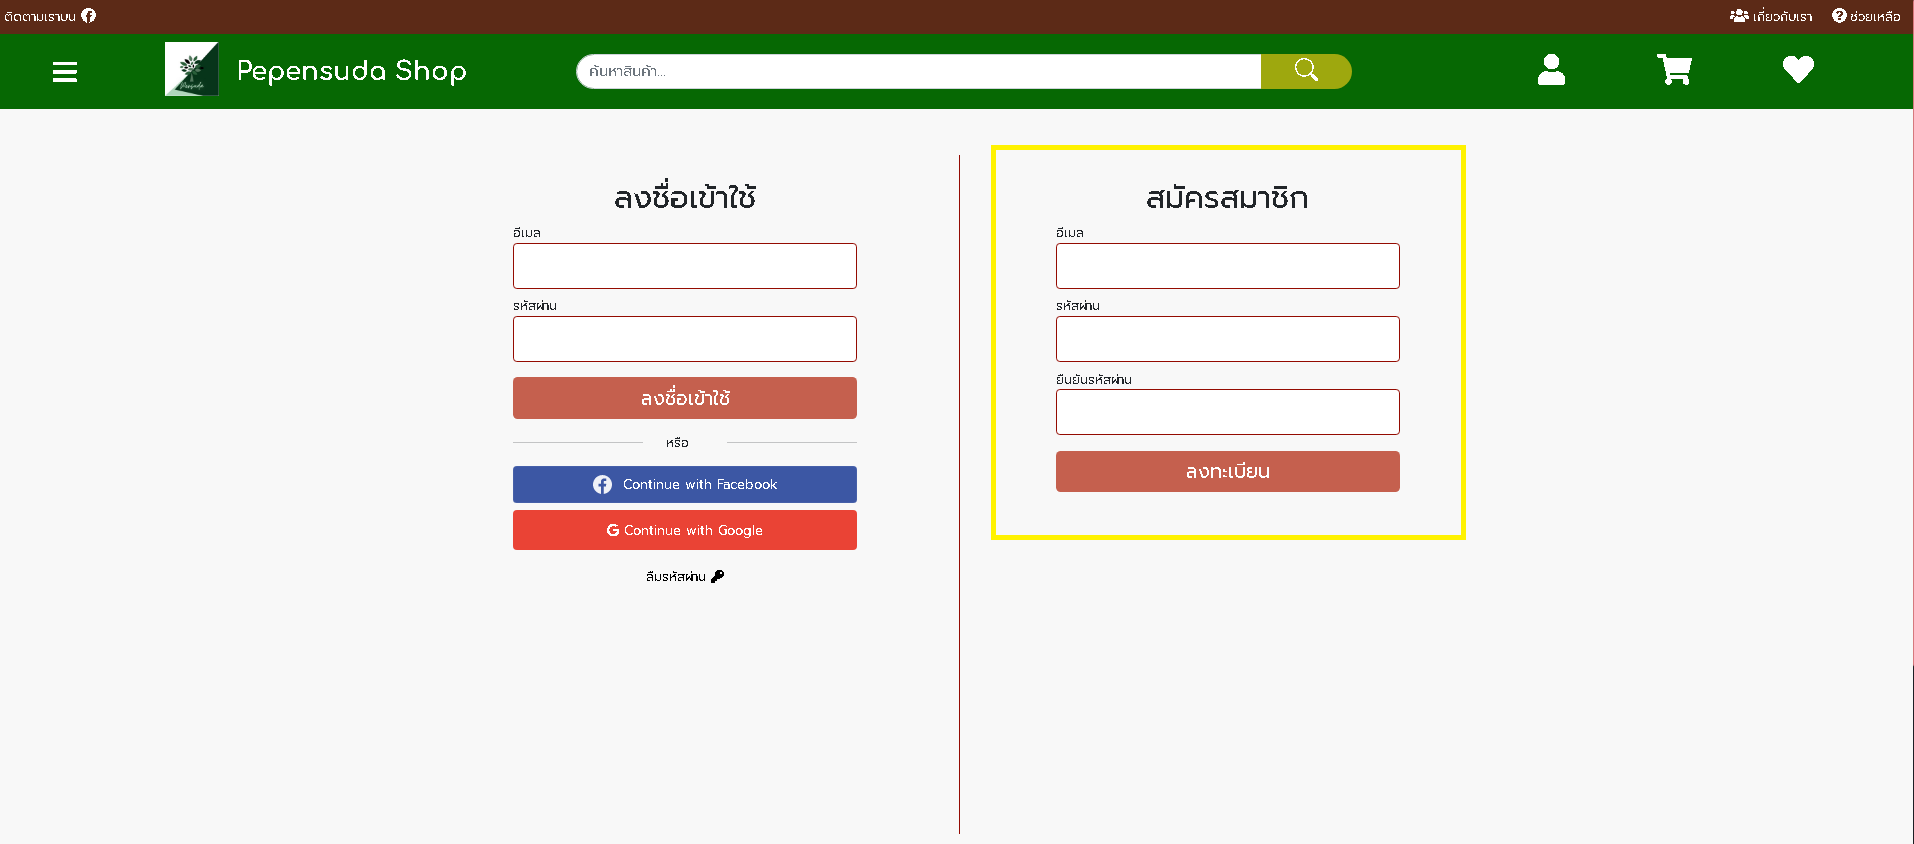 ติดตามเราบน
เกี่ยวกับเรา
ช่วยเหลือ
Pepensuda Shop
ค้นหาสินค้า...
ลงชื่อเข้าใช้
อีเมล
รหัสผ่าน
ลงชื่อเข้าใช้
หรือ
Continue with Facebook
G Continue with Google
ลืมรหัสผ่าน
สมัครสมาชิก
อีเมล
รหัสผ่าน
ยืนยันรหัสผ่าน
ลงทะเบียน